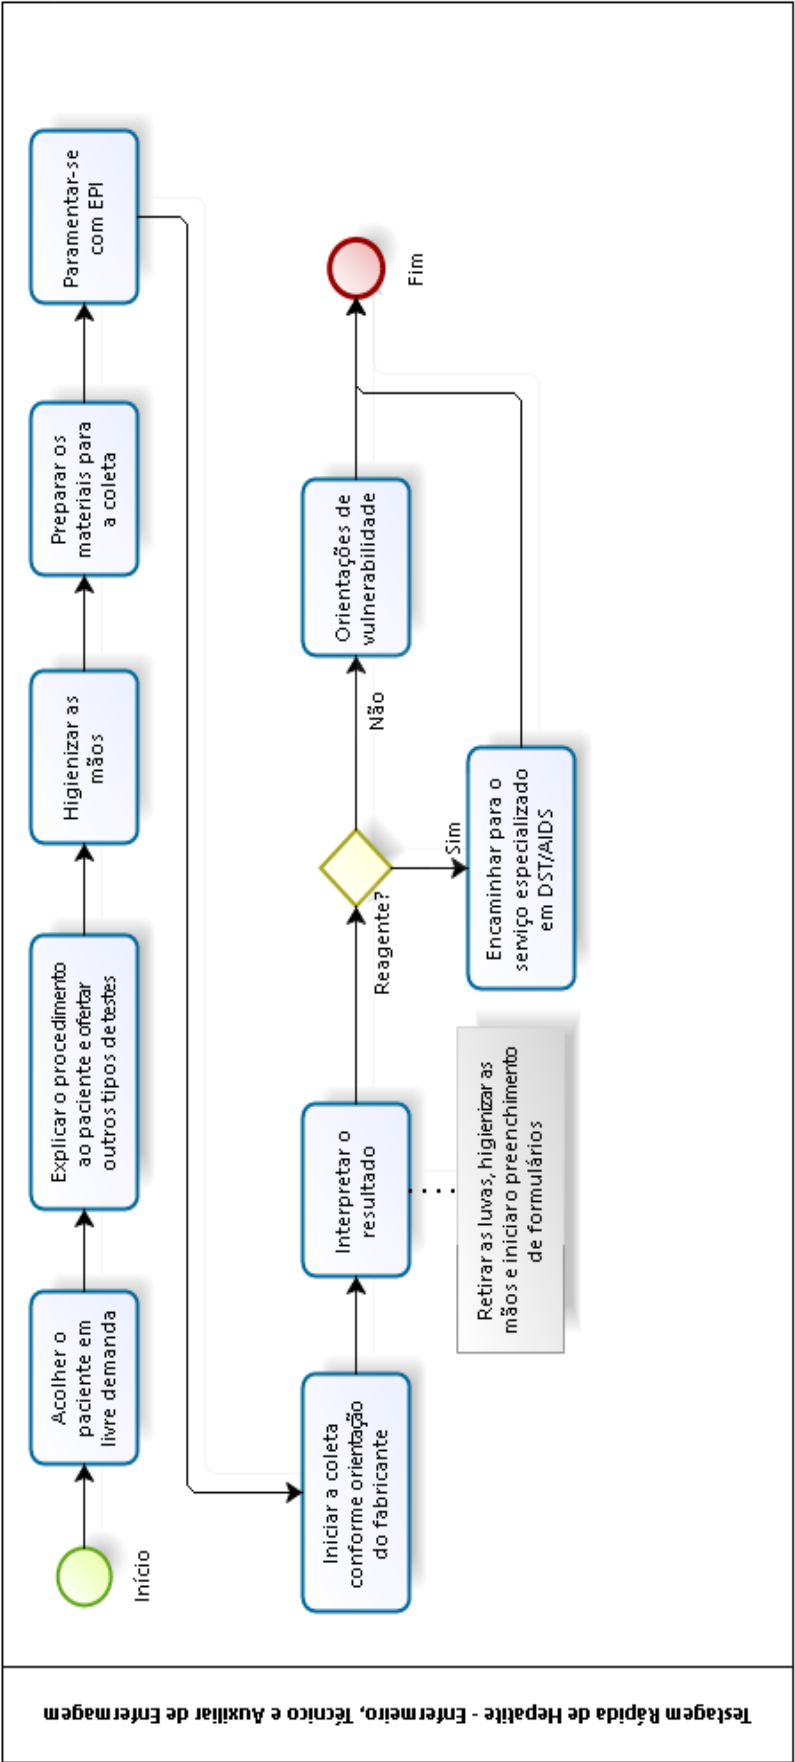 Testagem Rápida de Hepatite - Enfermeiro, Técnico e Auxiliar de Enfermagem
Início
Acolher o
paciente em
livre demanda
Explicar o procedimento
ao paciente e ofertar
outros tipos de testes
Higienizar as
mãos
Preparar os
materiais para
a coleta
Paramentar-se
com EPI
Iniciar a coleta
conforme orientação
do fabricante
Interpretar o
resultado
Retirar as luvas, higienizar as
mãos e iniciar o preenchimento
de formulários
Reagente?
Sim
Encaminhar para o
serviço especializado
em DST/AIDS
Não
Orientações de
vulnerabilidade
Fim